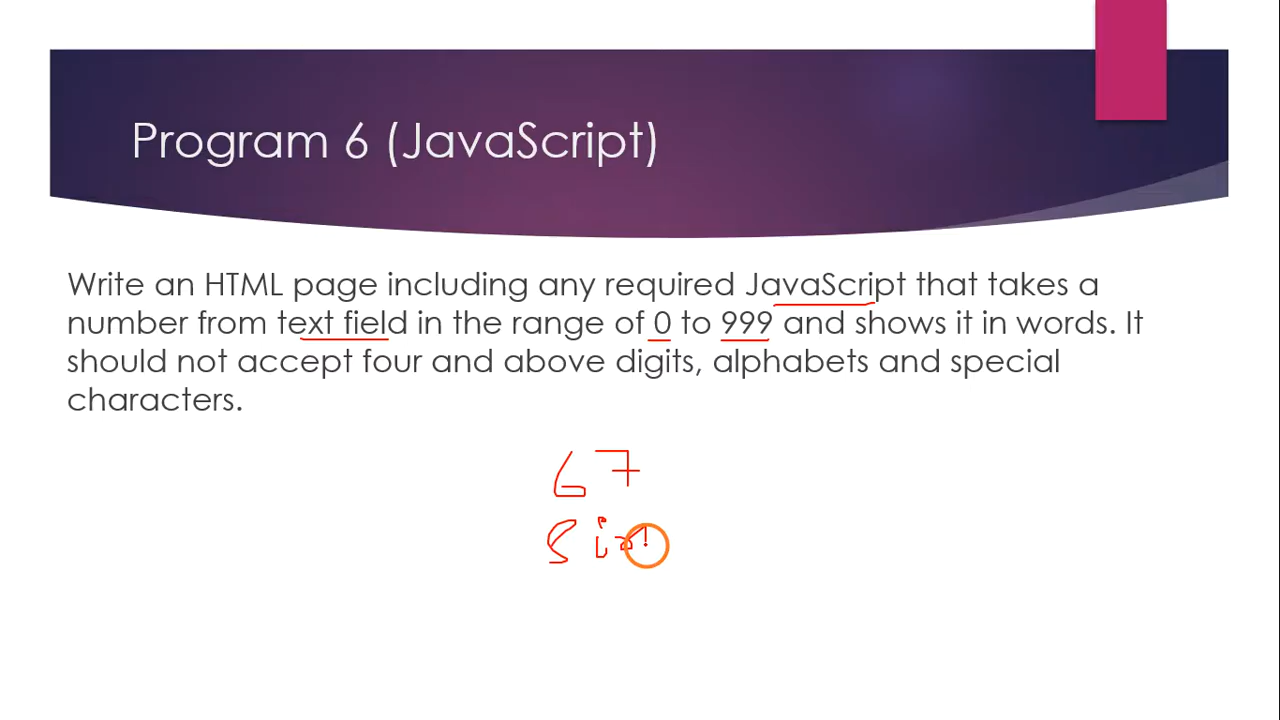 Program 6 (JavaScript)
Write an HTML page including any required JavaScript that takes a
number from text field in the range of 0 to 999 and shows it in words. It
should not accept four and above digits, alphabets and special
characters.
67